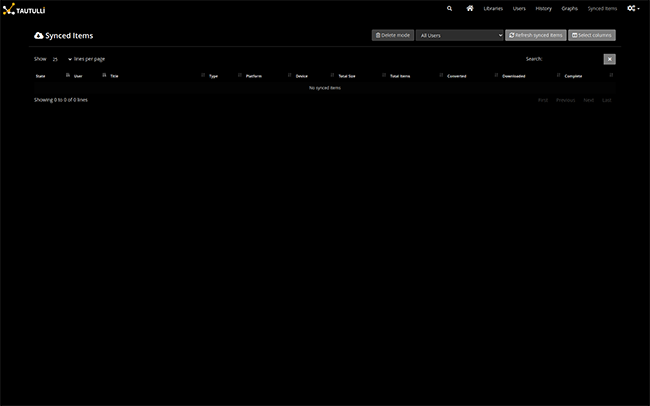 TAUTULLI Libraries Users History Graphs Synced Items
Synced Items Delete mode All Users Refresh synced items Select columns
Show 25 lines per page Search:
State User Title Type Platform Device Total Size Total Items Converted Downloaded Complete
No synced items
Showing 0 to 0 of 0 lines First Previous Next Last